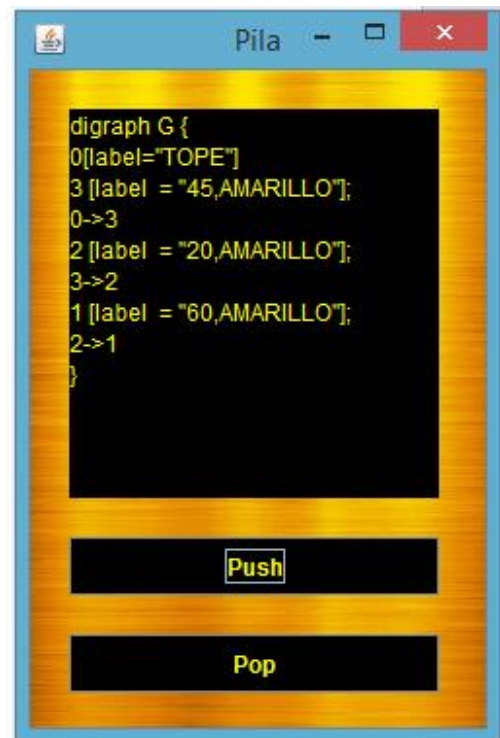 Pila
digraph G {
0[label="TOPE"]
3 [label  = "45,AMARILLO"];
0->3
2 [label  = "20,AMARILLO"];
3->2
1 [label  = "60,AMARILLO"];
2->1
}
Push
Pop